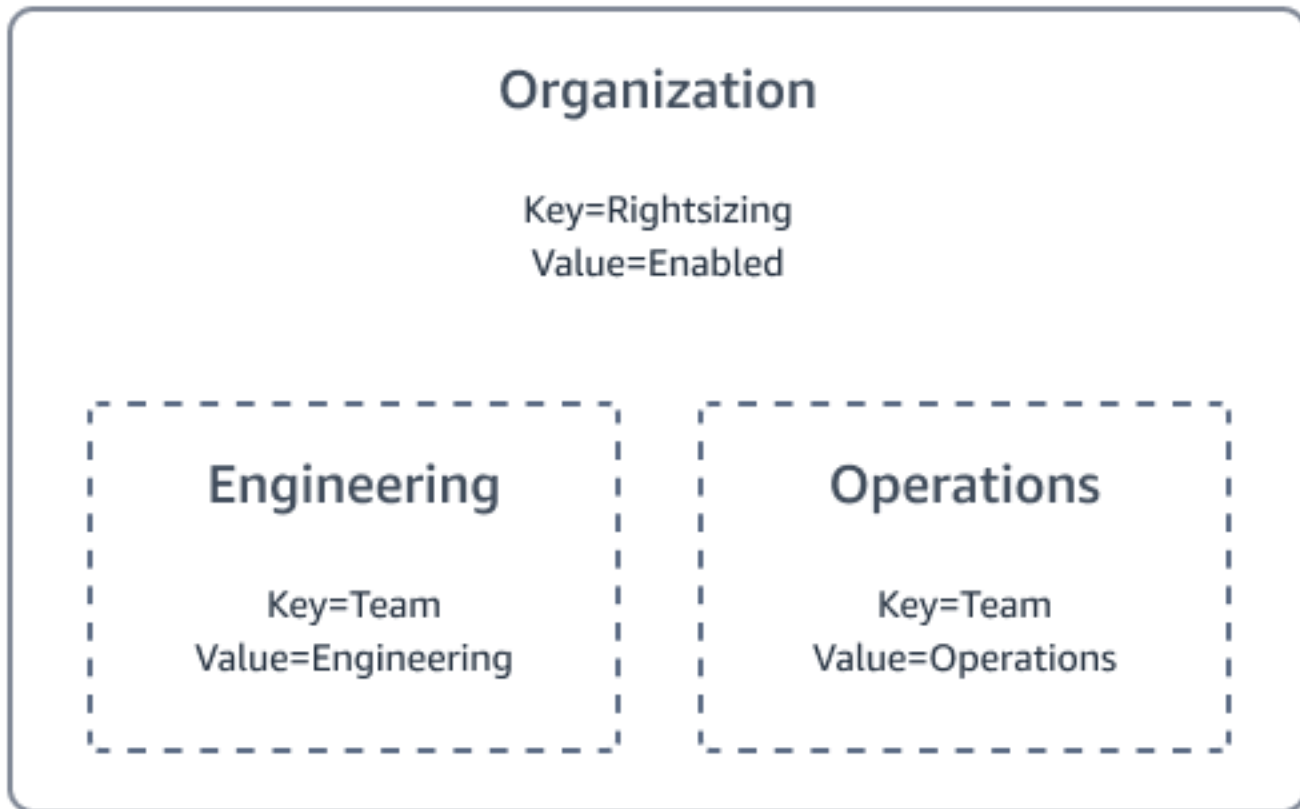 Organization
Key=Rightsizing
Value=Enabled
Engineering
Key=Team
Value=Engineering
Operations
Key=Team
Value=Operations